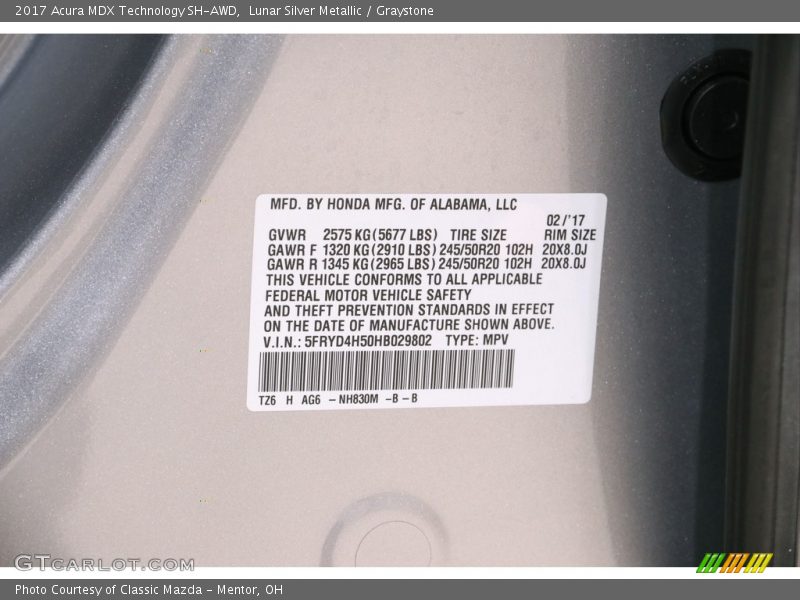 2017 Acura MDX Technology SH-AWD, Lunar Silver Metallic / Graystone
MFD. BY HONDA MFG. OF ALABAMA, LLC
02/'17
GVWR 2575 KG (5677 LBS) TIRE SIZE RIM SIZE
GAWR F 1320 KG (2910 LBS) 245/50R20 102H 20X8.0J
GAWR R 1345 KG (2965 LBS) 245/50R20 102H 20X8.0J
THIS VEHICLE CONFORMS TO ALL APPLICABLE
FEDERAL MOTOR VEHICLE SAFETY
AND THEFT PREVENTION STANDARDS IN EFFECT
ON THE DATE OF MANUFACTURE SHOWN ABOVE.
V.I.N.: 5FRYD4H50HB029802 TYPE: MPV
TZ6 H AG6 - NH830M - B - B
GTCARLOT.COM
Photo Courtesy of Classic Mazda - Mentor, OH